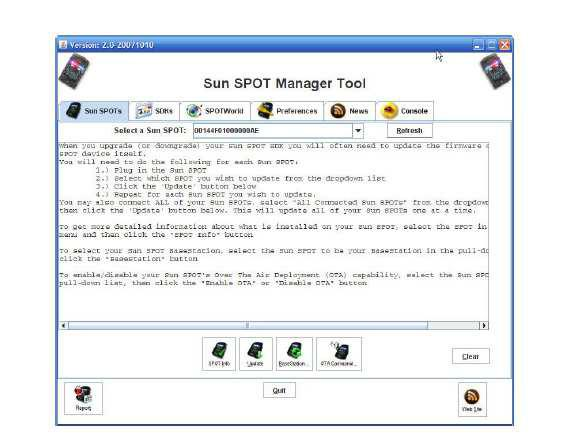 Version: 2.0-20071010
Sun SPOT Manager Tool
Sun SPOTs SDKs SPOTWorld Preferences News Console
Select a Sun SPOT: 00144F01000000AE Refresh
When you upgrade (or downgrade) your Sun SPOT SDK you will often need to update the firmware o
SPOT device itself.
You will need to do the following for each Sun SPOT:
1.) Plug in the Sun SPOT
2.) Select which SPOT you wish to update from the dropdown list
3.) Click the 'Update' button below
4.) Repeat for each Sun SPOT you wish to update.
You may also connect ALL of your Sun SPOTs, select "All Connected Sun SPOTs" from the dropdown
then click the 'Update' button below. This will update all of your Sun SPOTs one at a time.
To get more detailed information about what is installed on your Sun SPOT, select the SPOT in
menu and then click the "SPOT Info" button
To select your Sun SPOT Basestation, select the Sun SPOT to be your Basestation in the pull-do
click the "Basestation" button
To enable/disable your Sun SPOT's Over The Air Deployment (OTA) capability, select the Sun SPO
pull-down list, then click the "Enable OTA" or "Disable OTA" button
SPOT Info Update BaseStation... OTA Command... Clear
Report Quit Web Site